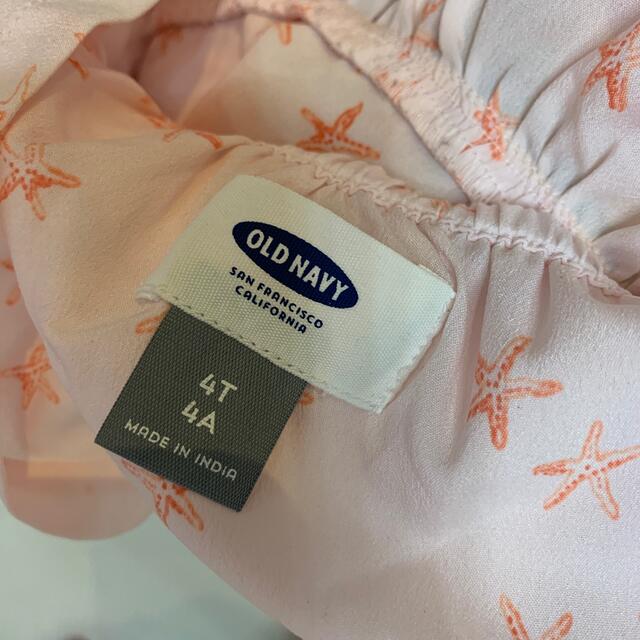 OLD NAVY
SAN FRANCISCO
CALIFORNIA
4T
4A
MADE IN INDIA